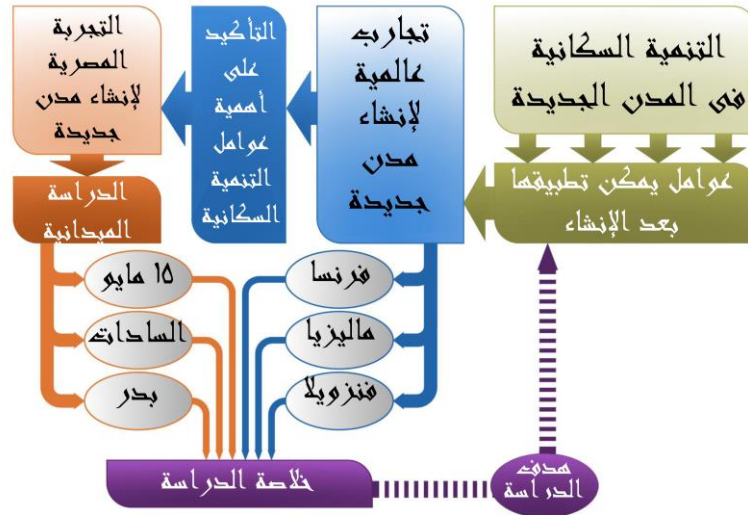 التنمية السكانية
فى المدن الجديدة
عوامل يمكن تطبيقها
بعد الإنشاء
تجارب
عالمية
لإنشاء
مدن
جديدة
التأكيد
على
أهمية
عوامل
التنمية
السكانية
التجربة
المصرية
لإنشاء مدن
جديدة
الدراسة
الميدانية
فرنسا
ماليزيا
فنزويلا
١٥ مايو
السادات
بدر
خلاصة الدراسة
هدف
الدراسة